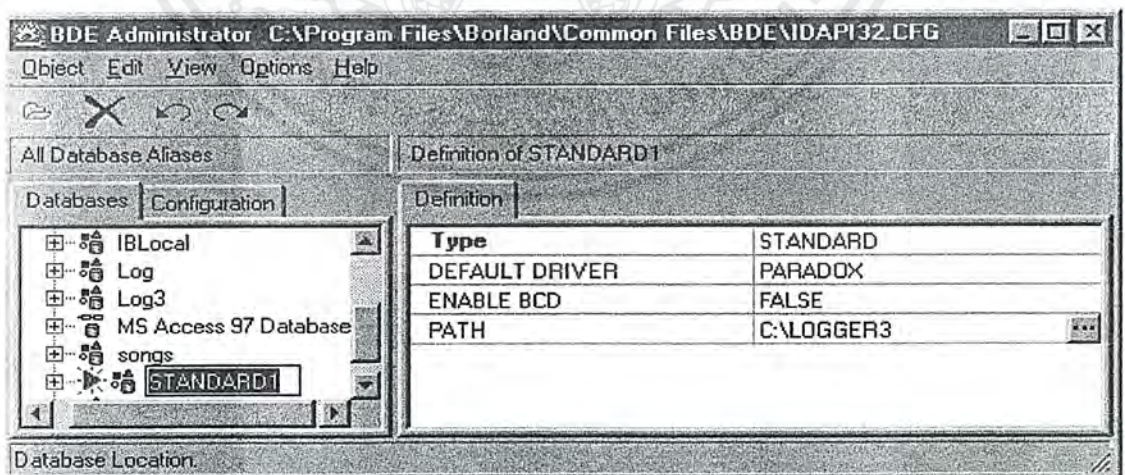 BDE Administrator C:\Program Files\Borland\Common Files\BDE\IDAPI32.CFG
Object Edit View Options Help
All Database Aliases
Definition of STANDARD1
Databases Configuration
Definition
IBLocal
Log
Log3
MS Access 97 Database
songs
STANDARD1
Type STANDARD
DEFAULT DRIVER PARADOX
ENABLE BCD FALSE
PATH C:\LOGGER3 ...
Database Location.